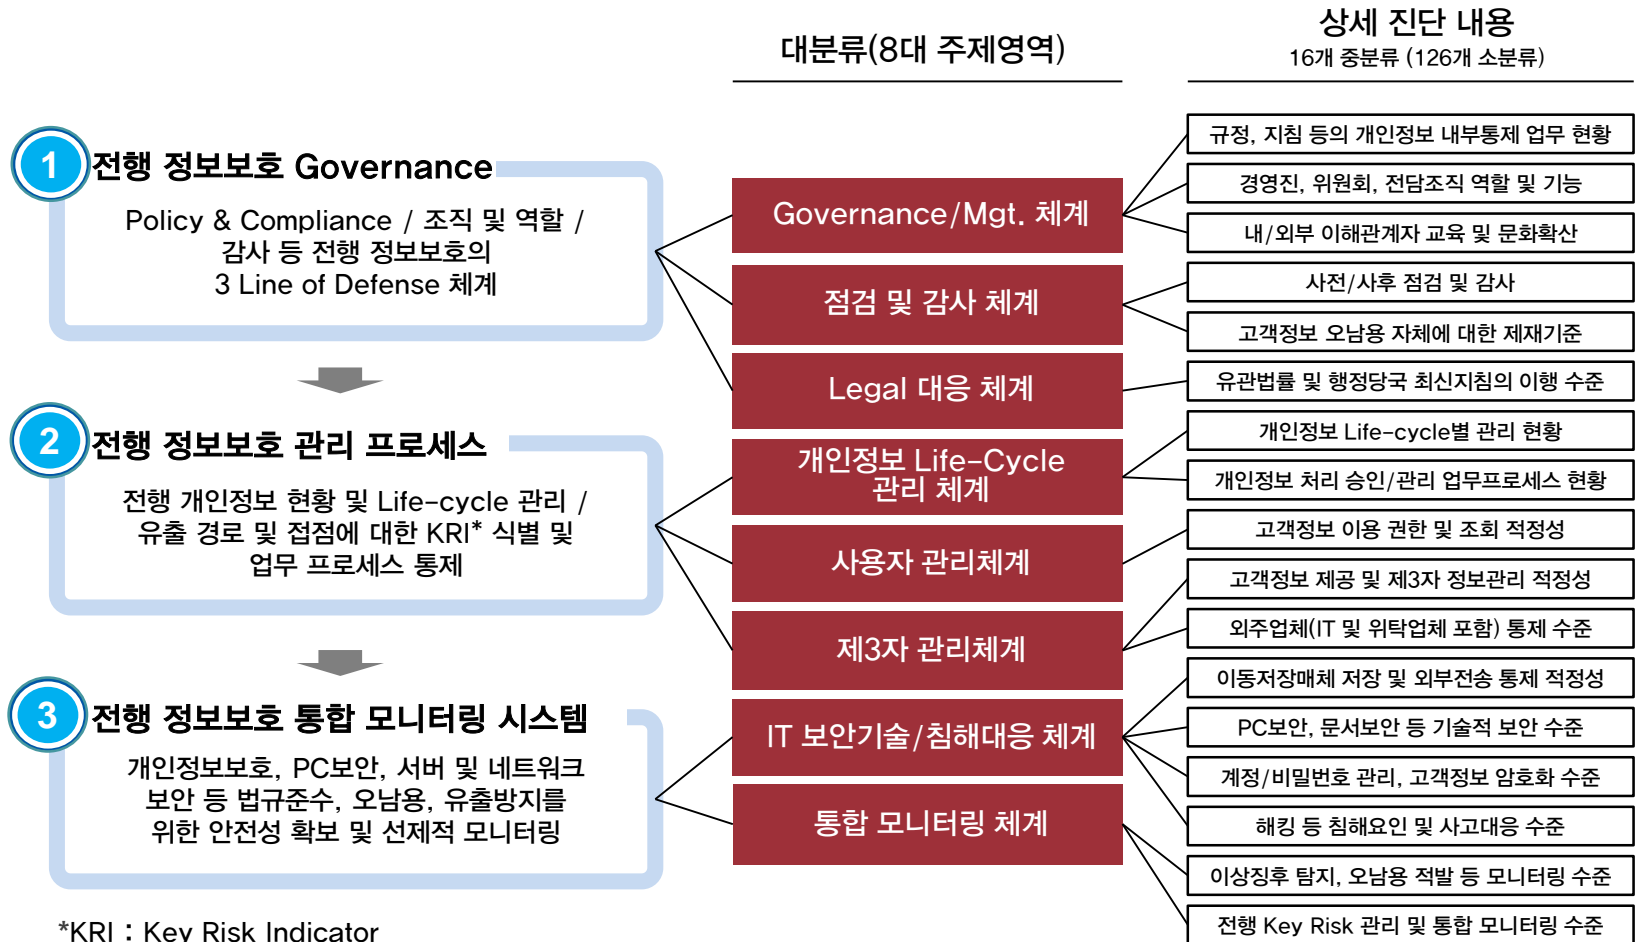 대분류(8대 주제영역)
상세 진단 내용
16개 중분류 (126개 소분류)
1
전행 정보보호 Governance
Policy & Compliance / 조직 및 역할 /
감사 등 전행 정보보호의
3 Line of Defense 체계
2
전행 정보보호 관리 프로세스
전행 개인정보 현황 및 Life-cycle 관리 /
유출 경로 및 접점에 대한 KRI* 식별 및
업무 프로세스 통제
3
전행 정보보호 통합 모니터링 시스템
개인정보보호, PC보안, 서버 및 네트워크
보안 등 법규준수, 오남용, 유출방지를
위한 안전성 확보 및 선제적 모니터링
*KRI : Key Risk Indicator
Governance/Mgt. 체계
점검 및 감사 체계
Legal 대응 체계
개인정보 Life-Cycle
관리 체계
사용자 관리체계
제3자 관리체계
IT 보안기술/침해대응 체계
통합 모니터링 체계
규정, 지침 등의 개인정보 내부통제 업무 현황
경영진, 위원회, 전담조직 역할 및 기능
내/외부 이해관계자 교육 및 문화확산
사전/사후 점검 및 감사
고객정보 오남용 자체에 대한 제재기준
유관법률 및 행정당국 최신지침의 이행 수준
개인정보 Life-cycle별 관리 현황
개인정보 처리 승인/관리 업무프로세스 현황
고객정보 이용 권한 및 조회 적정성
고객정보 제공 및 제3자 정보관리 적정성
외주업체(IT 및 위탁업체 포함) 통제 수준
이동저장매체 저장 및 외부전송 통제 적정성
PC보안, 문서보안 등 기술적 보안 수준
계정/비밀번호 관리, 고객정보 암호화 수준
해킹 등 침해요인 및 사고대응 수준
이상징후 탐지, 오남용 적발 등 모니터링 수준
전행 Key Risk 관리 및 통합 모니터링 수준